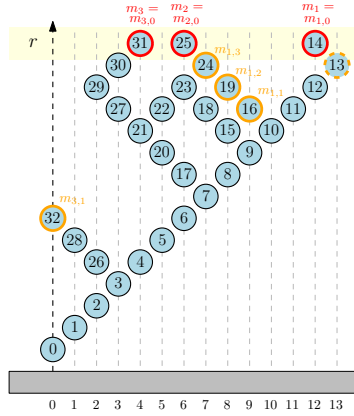 m₃ = m₂ = m₁ =
m₃,₀ m₂,₀ m₁,₀
r 31 25 14
30 24 m₁,₃ 13
29 23 19 m₁,₂ 12
27 22 18 16 m₁,₁ 11
21 15 10
20 9
17 8
7
32 m₃,₁ 6
28 5
26 4
3
2
1
0
0 1 2 3 4 5 6 7 8 9 10 11 12 13